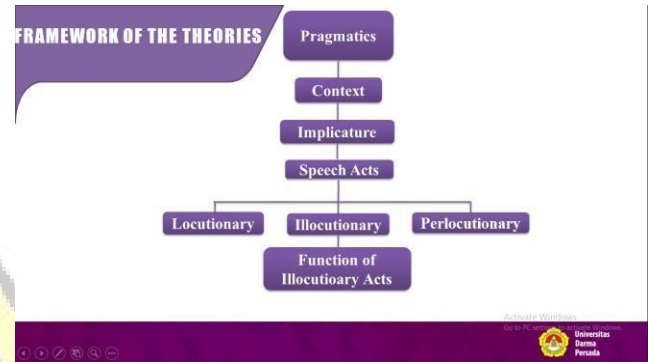 FRAMEWORK OF THE THEORIES
Pragmatics
Context
Implicature
Speech Acts
Locutionary
Illocutionary
Perlocutionary
Function of
Illocutioary Acts
Activate Windows
Go to PC settings to activate Windows.
Universitas
Darma
Persada